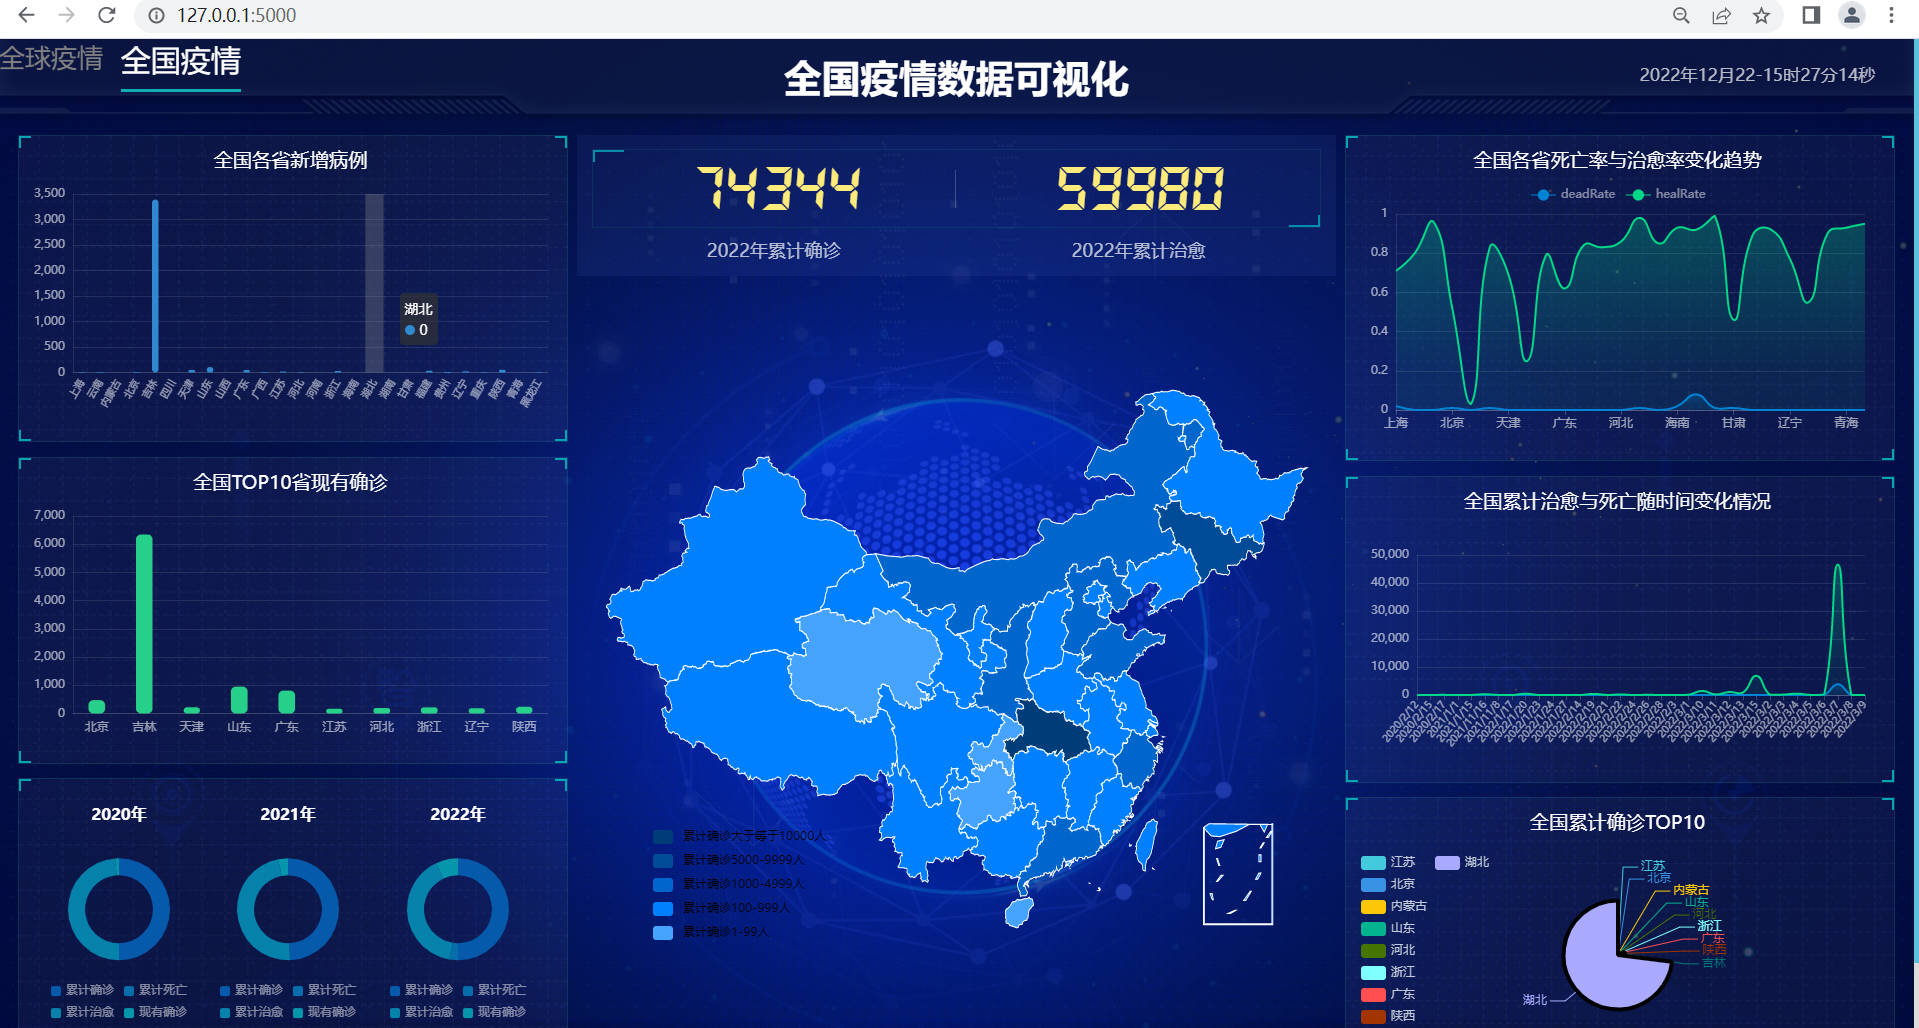 127.0.0.1:5000
全球疫情 全国疫情
全国疫情数据可视化
2022年12月22-15时27分14秒
全国各省新增病例
3,500
3,000
2,500
2,000
1,500
1,000
500
0
湖北
0
上海 云南 内蒙古 北京 吉林 四川 天津 山东 山西 广东 广西 江苏 河北 河南 浙江 海南 湖北 湖南 甘肃 福建 贵州 辽宁 重庆 陕西 青海 黑龙江
全国TOP10省现有确诊
7,000
6,000
5,000
4,000
3,000
2,000
1,000
0
北京 吉林 天津 山东 广东 江苏 河北 浙江 辽宁 陕西
2020年 2021年 2022年
累计确诊 累计死亡 累计确诊 累计死亡 累计确诊 累计死亡
累计治愈 现有确诊 累计治愈 现有确诊 累计治愈 现有确诊
74344 59980
2022年累计确诊 2022年累计治愈
累计确诊大于等于10000人
累计确诊5000-9999人
累计确诊1000-4999人
累计确诊100-999人
累计确诊1-99人
全国各省死亡率与治愈率变化趋势
deadRate healRate
1
0.8
0.6
0.4
0.2
0
上海 北京 天津 广东 河北 海南 甘肃 辽宁 青海
全国累计治愈与死亡随时间变化情况
50,000
40,000
30,000
20,000
10,000
0
全国累计确诊TOP10
江苏 湖北
北京
内蒙古
山东
河北
浙江
广东
陕西
江苏
北京
内蒙古
山东
河北
浙江
广东
陕西
吉林
湖北